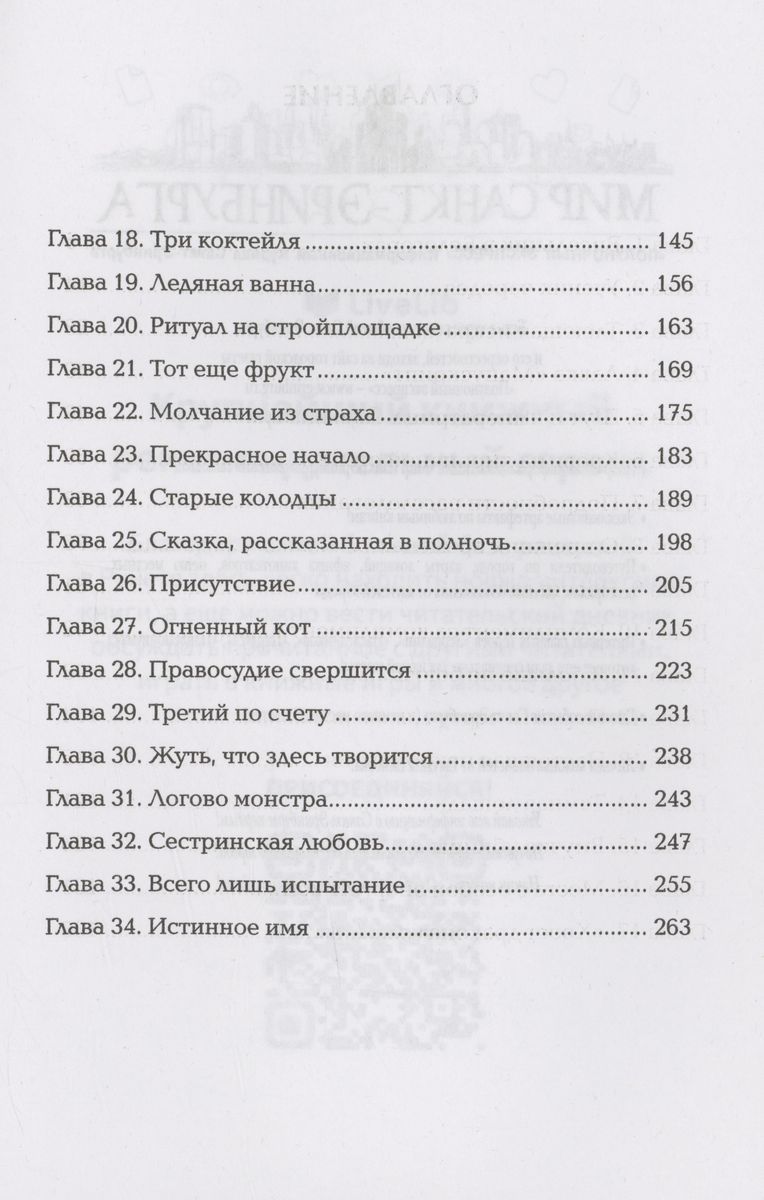 Глава 18. Три коктейля 145
Глава 19. Ледяная ванна 156
Глава 20. Ритуал на стройплощадке 163
Глава 21. Тот еще фрукт 169
Глава 22. Молчание из страха 175
Глава 23. Прекрасное начало 183
Глава 24. Старые колодцы 189
Глава 25. Сказка, рассказанная в полночь 198
Глава 26. Присутствие 205
Глава 27. Огненный кот 215
Глава 28. Правосудие свершится 223
Глава 29. Третий по счету 231
Глава 30. Жуть, что здесь творится 238
Глава 31. Логово монстра 243
Глава 32. Сестринская любовь 247
Глава 33. Всего лишь испытание 255
Глава 34. Истинное имя 263